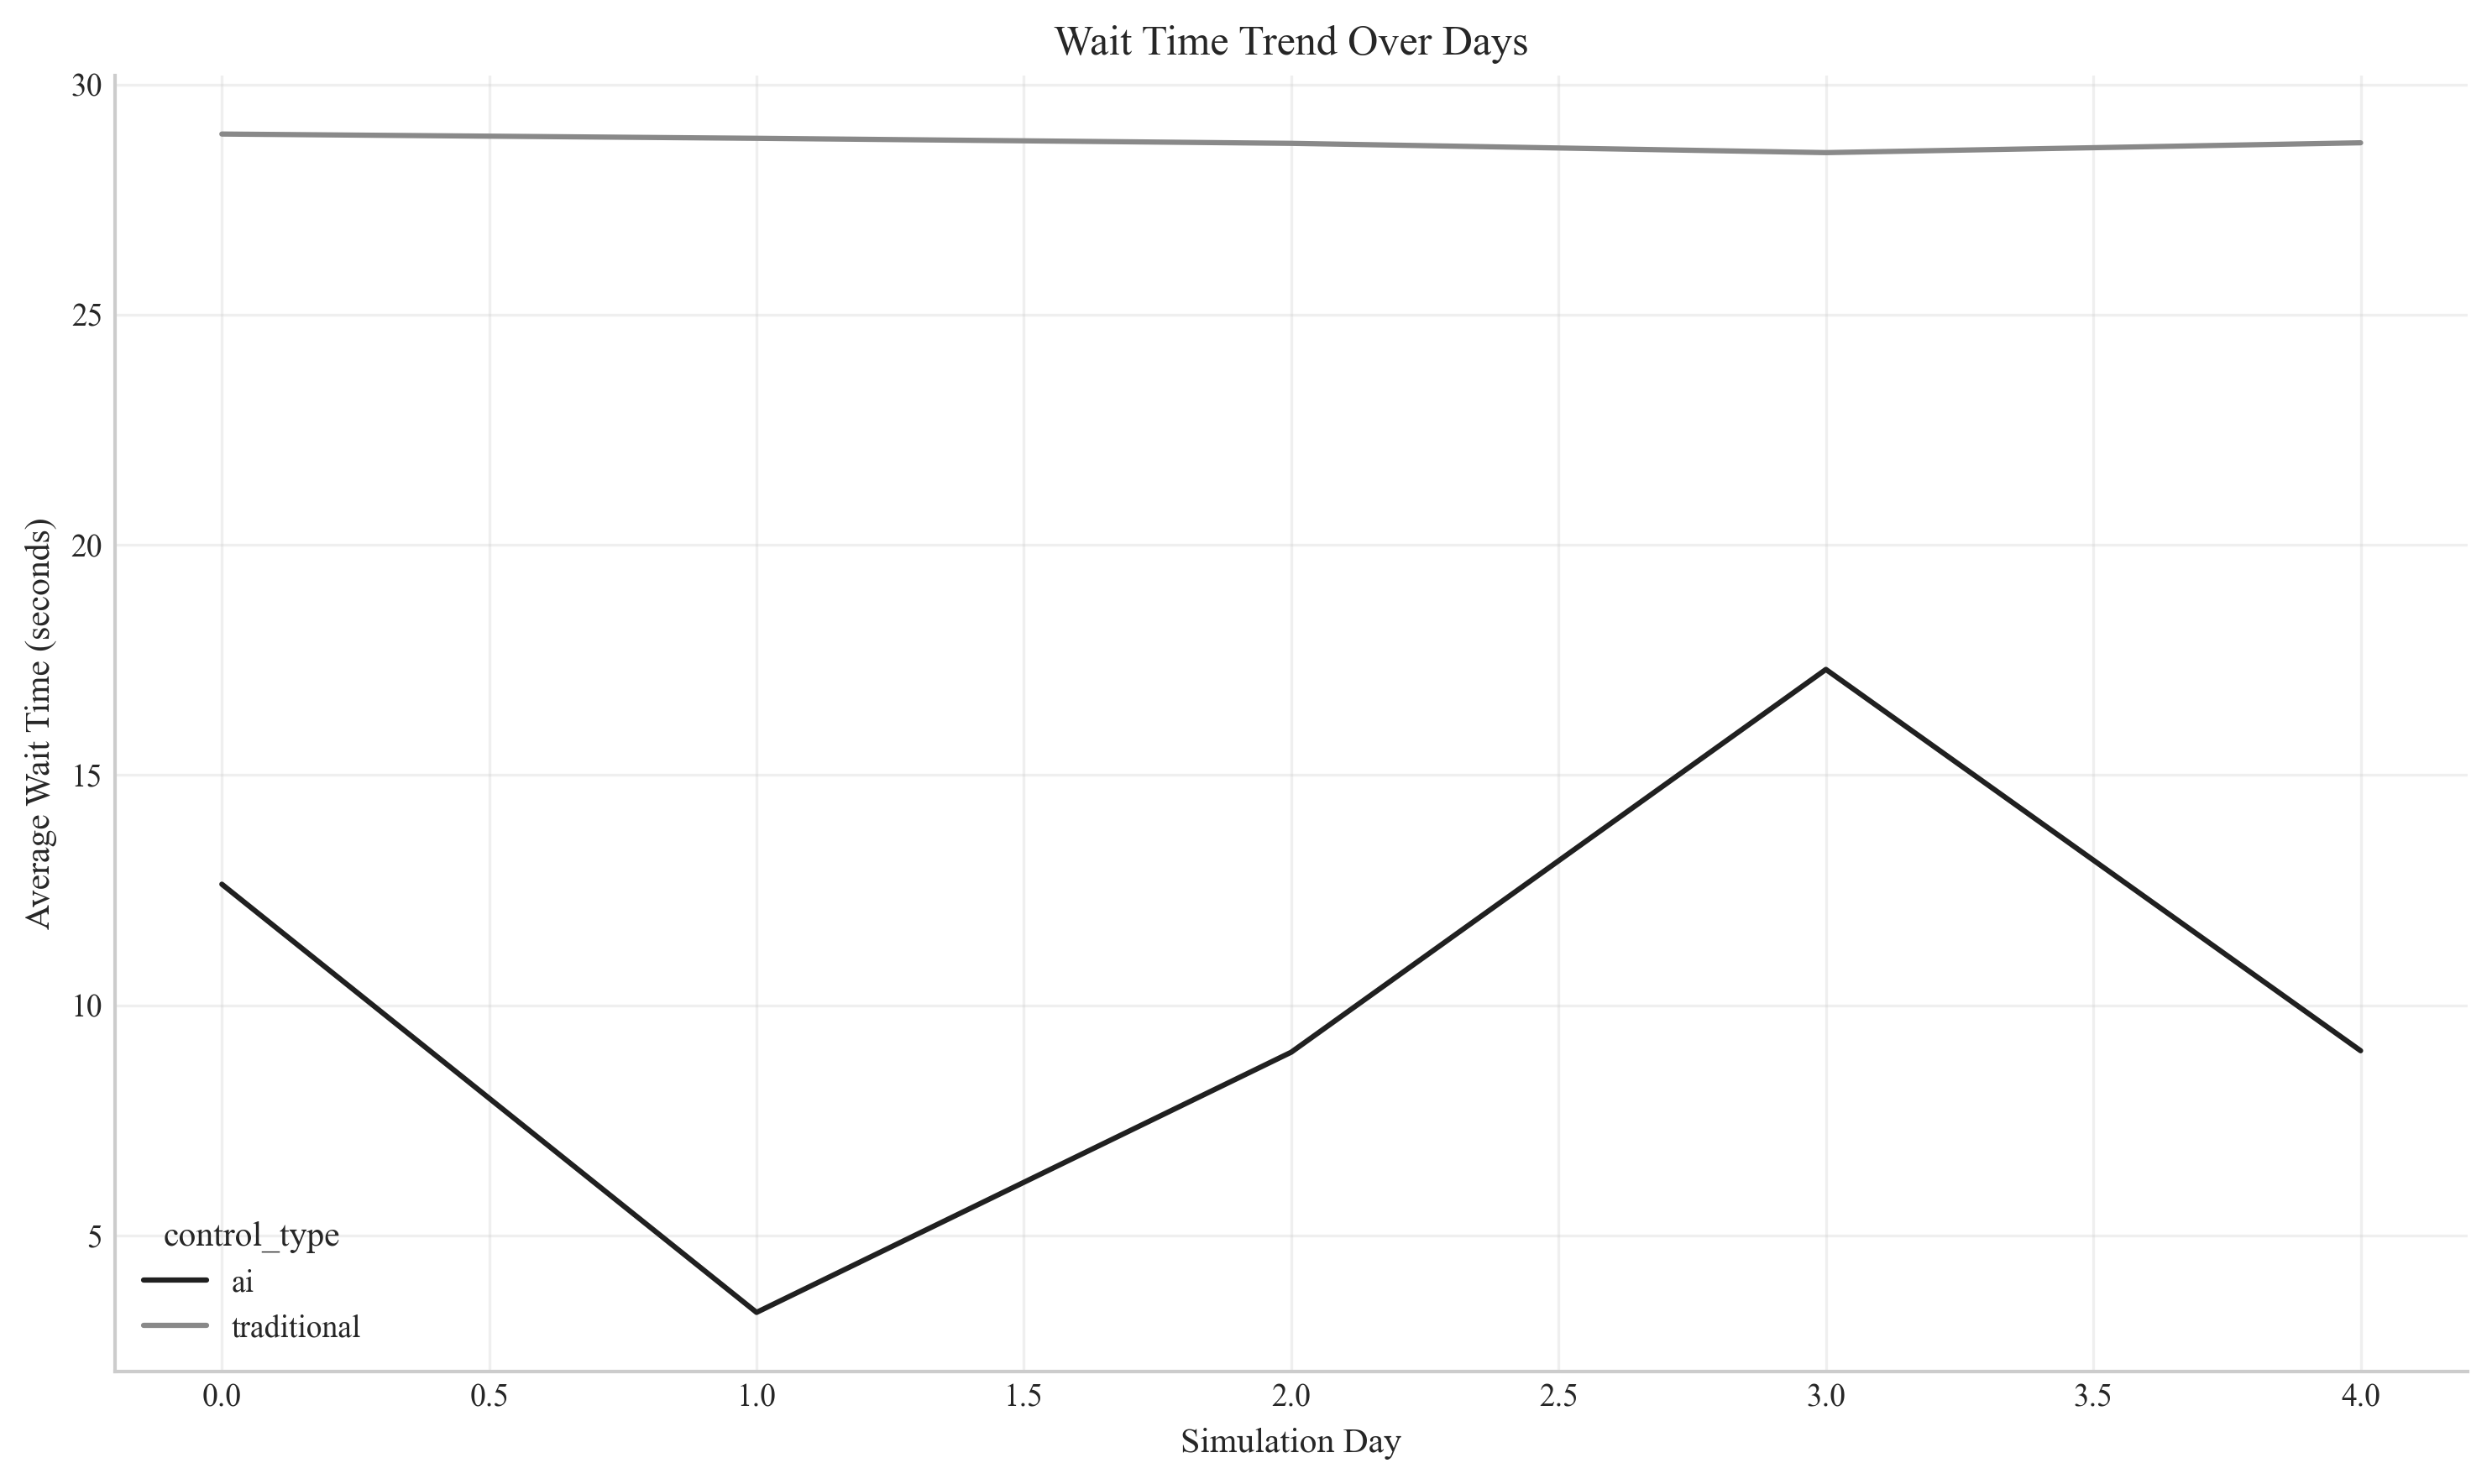 Wait Time Trend Over Days
Average Wait Time (seconds)
30
25
20
15
10
5
control_type
ai
traditional
0.0 0.5 1.0 1.5 2.0 2.5 3.0 3.5 4.0
Simulation Day